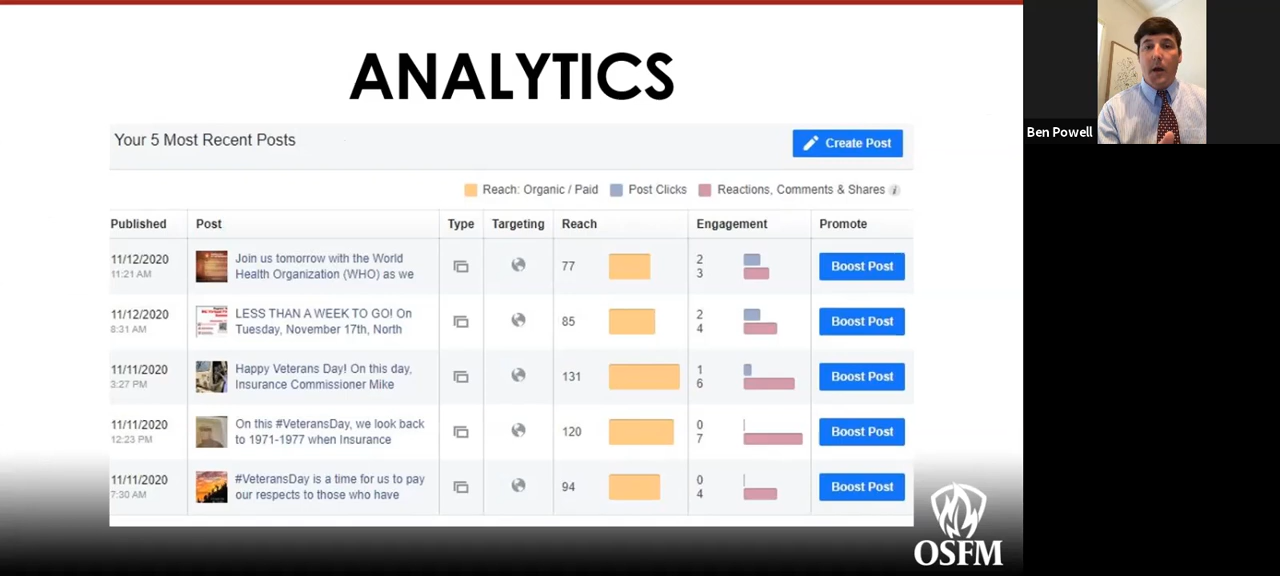 ANALYTICS
Your 5 Most Recent Posts
Create Post
Reach: Organic / Paid
Post Clicks
Reactions, Comments & Shares
Published
Post
Type
Targeting
Reach
Engagement
Promote
11/12/2020
11:21 AM
Join us tomorrow with the World
Health Organization (WHO) as we
77
2
3
Boost Post
11/12/2020
8:31 AM
LESS THAN A WEEK TO GO! On
Tuesday, November 17th, North
85
2
4
Boost Post
11/11/2020
3:27 PM
Happy Veterans Day! On this day,
Insurance Commissioner Mike
131
1
6
Boost Post
11/11/2020
12:23 PM
On this #VeteransDay, we look back
to 1971-1977 when Insurance
120
0
7
Boost Post
11/11/2020
7:30 AM
#VeteransDay is a time for us to pay
our respects to those who have
94
0
4
Boost Post
OSFM
Ben Powell